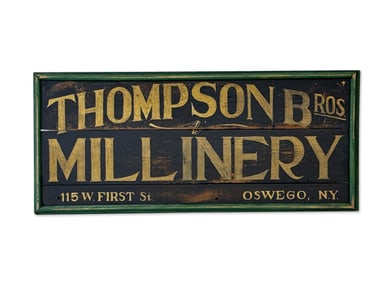 THOMPSON BROS.
MILLINERY
115 W. FIRST St. OSWEGO, NY.